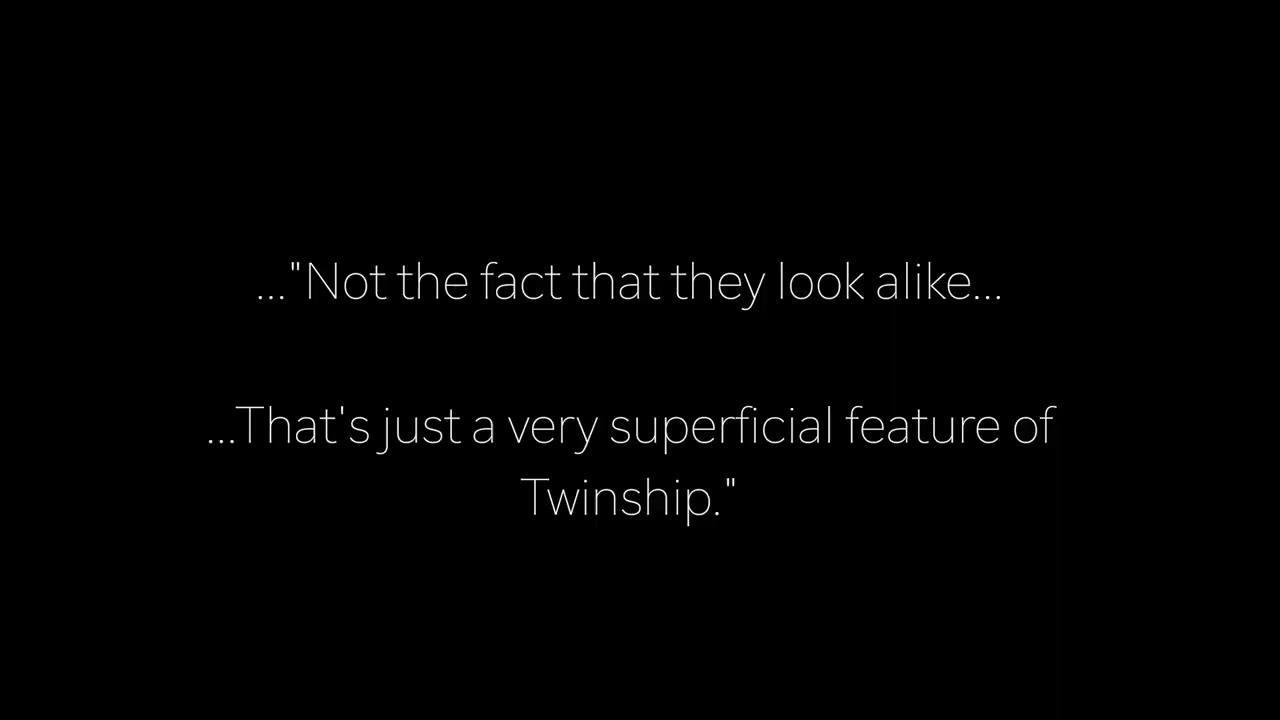 ..."Not the fact that they look alike...
...That's just a very superficial feature of
Twinship."